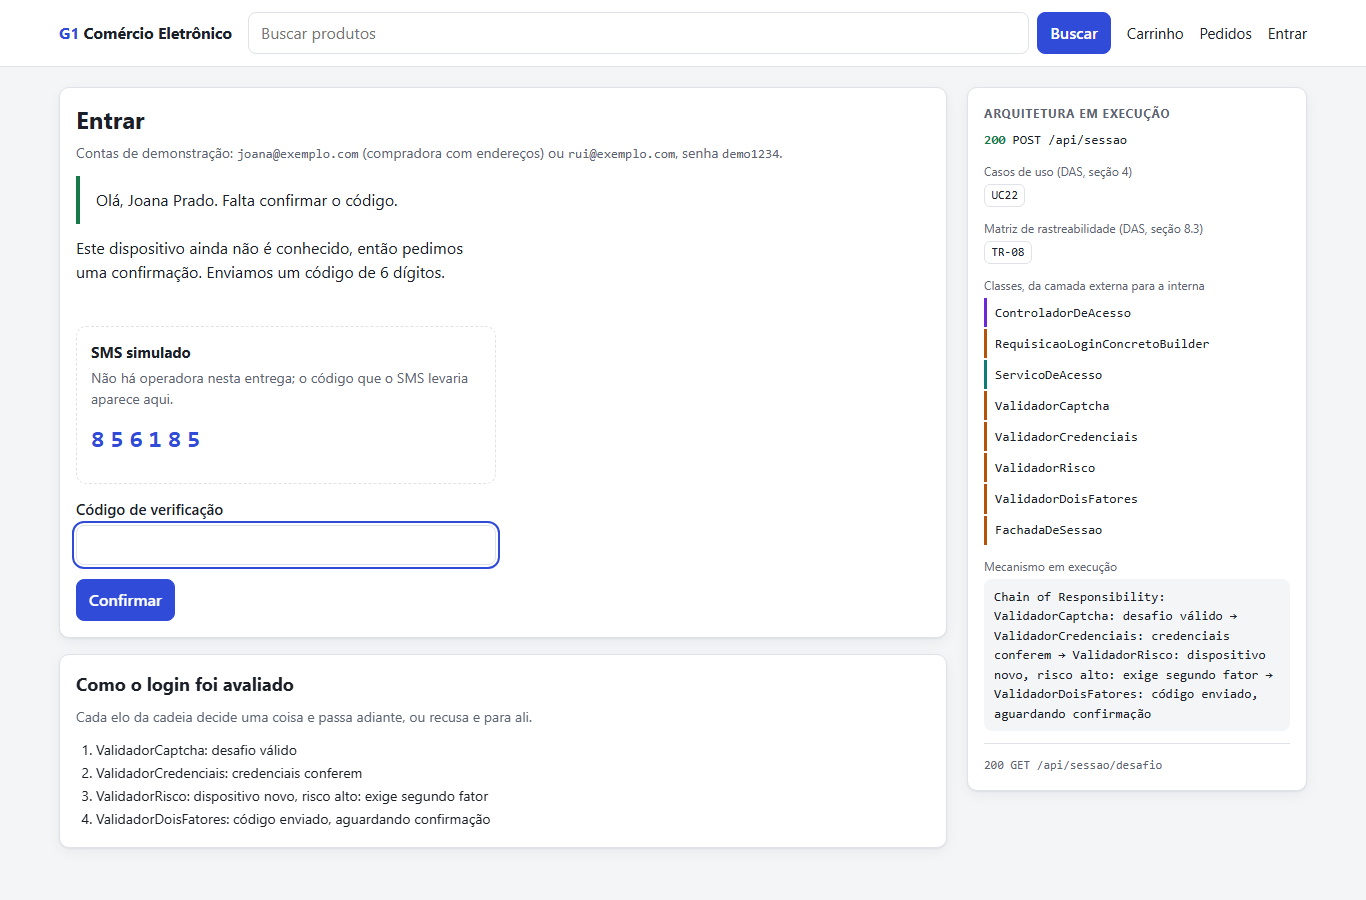 G1 Comércio Eletrônico
Buscar produtos
Buscar
Carrinho
Pedidos
Entrar
Entrar
Contas de demonstração: joana@exemplo.com (compradora com endereços) ou rui@exemplo.com, senha demo1234.
Olá, Joana Prado. Falta confirmar o código.
Este dispositivo ainda não é conhecido, então pedimos
uma confirmação. Enviamos um código de 6 dígitos.
SMS simulado
Não há operadora nesta entrega; o código que o SMS levaria
aparece aqui.
856185
Código de verificação
Confirmar
Como o login foi avaliado
Cada elo da cadeia decide uma coisa e passa adiante, ou recusa e para ali.
1. ValidadorCaptcha: desafio válido
2. ValidadorCredenciais: credenciais conferem
3. ValidadorRisco: dispositivo novo, risco alto: exige segundo fator
4. ValidadorDoisFatores: código enviado, aguardando confirmação
ARQUITETURA EM EXECUÇÃO
200 POST /api/sessao
Casos de uso (DAS, seção 4)
UC22
Matriz de rastreabilidade (DAS, seção 8.3)
TR-08
Classes, da camada externa para a interna
ControladorDeAcesso
RequisicaoLoginConcretoBuilder
ServicoDeAcesso
ValidadorCaptcha
ValidadorCredenciais
ValidadorRisco
ValidadorDoisFatores
FachadaDeSessao
Mecanismo em execução
Chain of Responsibility:
ValidadorCaptcha: desafio válido →
ValidadorCredenciais: credenciais
conferem → ValidadorRisco: dispositivo
novo, risco alto: exige segundo fator →
ValidadorDoisFatores: código enviado,
aguardando confirmação
200 GET /api/sessao/desafio